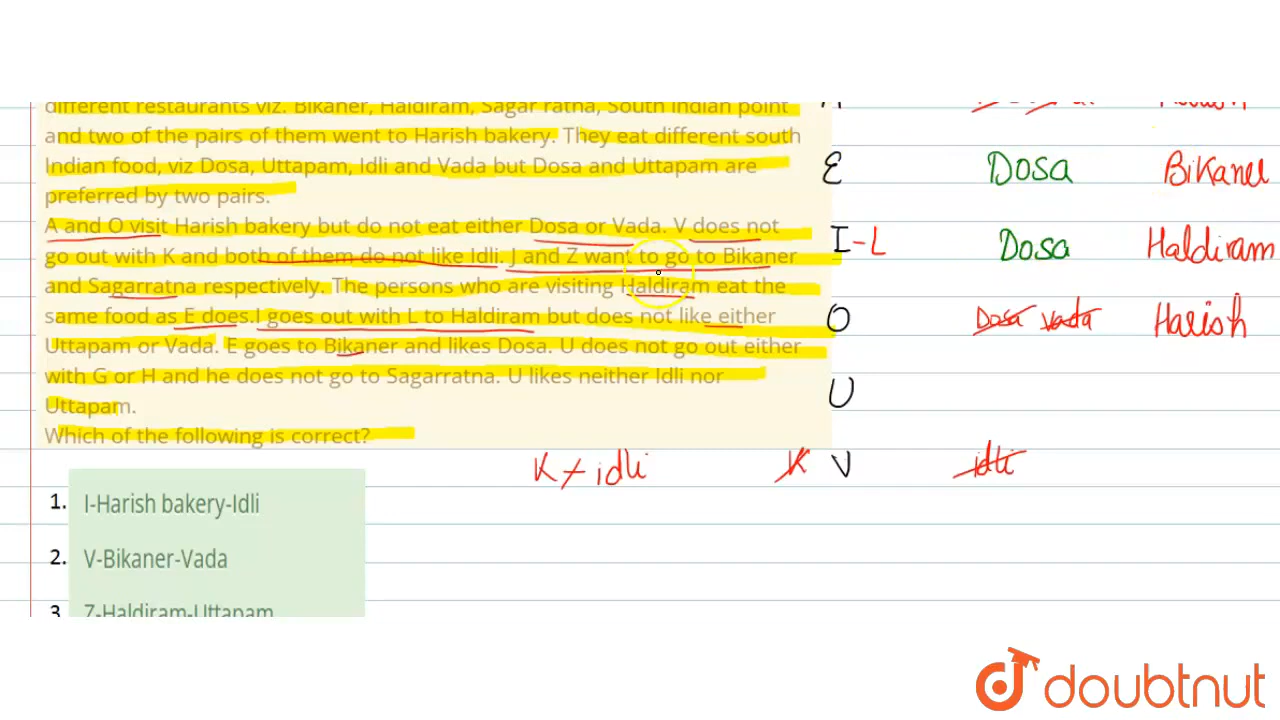 different restaurants viz. Bikaner, Haldiram, Sagar ratna, South Indian point
and two of the pairs of them went to Harish bakery. They eat different south
Indian food, viz Dosa, Uttapam, Idli and Vada but Dosa and Uttapam are
preferred by two pairs.
A and O visit Harish bakery but do not eat either Dosa or Vada. V does not
go out with K and both of them do not like Idli. J and Z want to go to Bikaner
and Sagarratna respectively. The persons who are visiting Haldiram eat the
same food as E does.I goes out with L to Haldiram but does not like either
Uttapam or Vada. E goes to Bikaner and likes Dosa. U does not go out either
with G or H and he does not go to Sagarratna. U likes neither Idli nor
Uttapam.
Which of the following is correct?
1. I-Harish bakery-Idli
2. V-Bikaner-Vada
3. Z-Haldiram-Uttapam
E Dosa Bikaner
I-L Dosa Haldiram
O Dosa Vada Harish
U
K idli K V idli
doubtnut